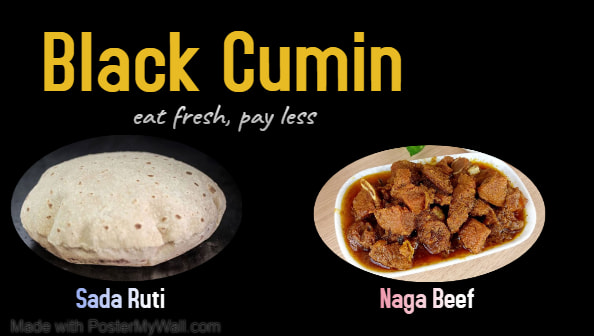 Black Cumin
eat fresh, pay less
Sada Ruti
Naga Beef
Made with PosterMyWall.com